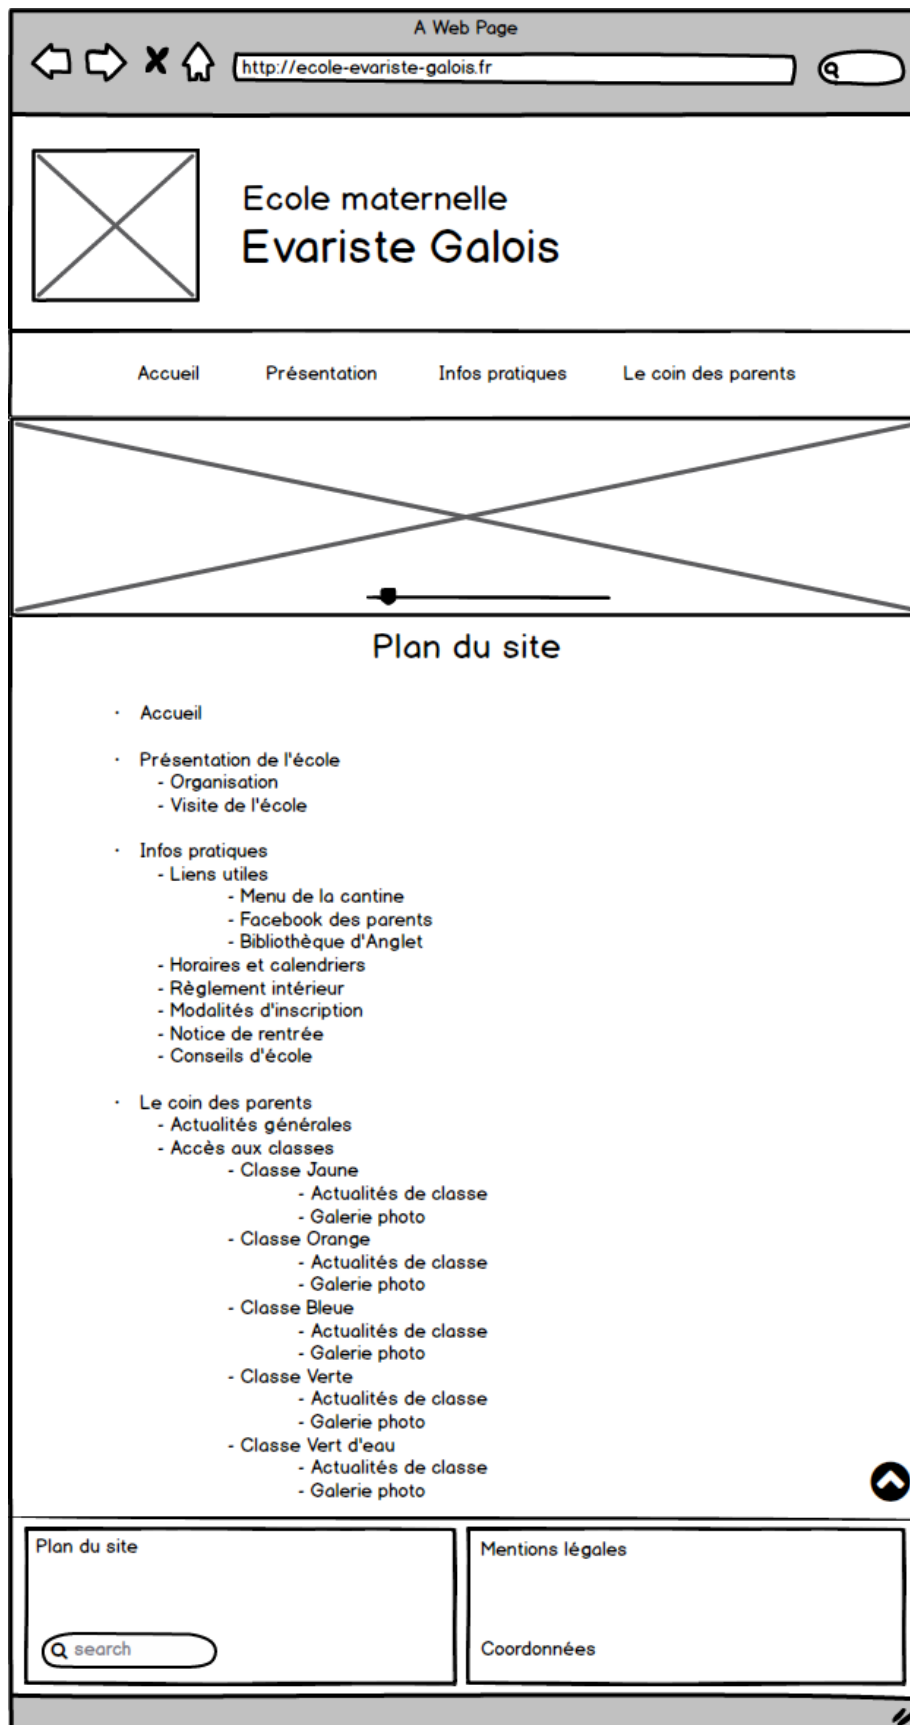 A Web Page
http://ecole-evariste-galois.fr
Ecole maternelle
Evariste Galois
Accueil Présentation Infos pratiques Le coin des parents
Plan du site
· Accueil
· Présentation de l'école
- Organisation
- Visite de l'école
· Infos pratiques
- Liens utiles
- Menu de la cantine
- Facebook des parents
- Bibliothèque d'Anglet
- Horaires et calendriers
- Règlement intérieur
- Modalités d'inscription
- Notice de rentrée
- Conseils d'école
· Le coin des parents
- Actualités générales
- Accès aux classes
- Classe Jaune
- Actualités de classe
- Galerie photo
- Classe Orange
- Actualités de classe
- Galerie photo
- Classe Bleue
- Actualités de classe
- Galerie photo
- Classe Verte
- Actualités de classe
- Galerie photo
- Classe Vert d'eau
- Actualités de classe
- Galerie photo
Plan du site
search
Mentions légales
Coordonnées